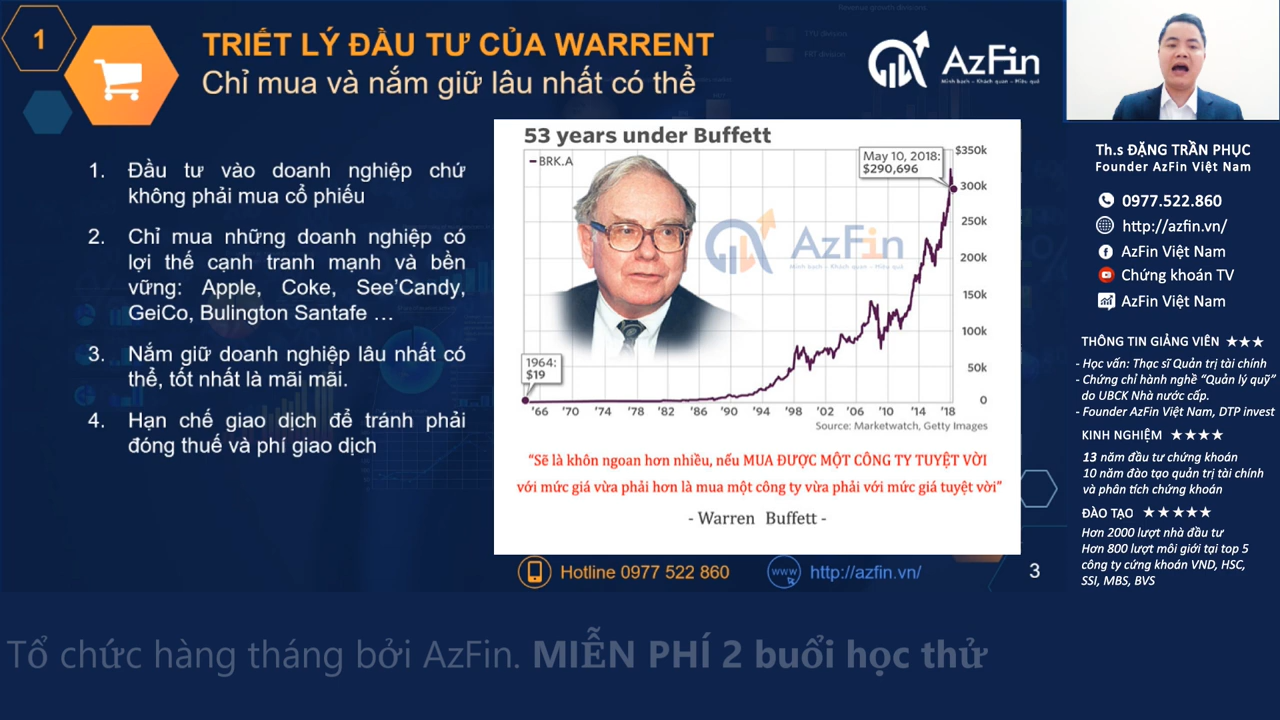 1
TRIẾT LÝ ĐẦU TƯ CỦA WARRENT
Chỉ mua và nắm giữ lâu nhất có thể
AzFin
Minh bạch - Khách quan - Hiệu quả
1. Đầu tư vào doanh nghiệp chứ
không phải mua cổ phiếu
2. Chỉ mua những doanh nghiệp có
lợi thế cạnh tranh mạnh và bền
vững: Apple, Coke, See'Candy,
GeiCo, Bulington Santafe ...
3. Nắm giữ doanh nghiệp lâu nhất có
thể, tốt nhất là mãi mãi.
4. Hạn chế giao dịch để tránh phải
đóng thuế và phí giao dịch
53 years under Buffett
BRK.A
May 10, 2018:
$290,696
$350k
300k
250k
200k
150k
100k
50k
0
AzFin
Minh bạch - Khách quan - Hiệu quả
1964:
$19
'66 '70 '74 '78 '82 '86 '90 '94 '98 '02 '06 '10 '14 '18
Source: Marketwatch, Getty Images
“Sẽ là khôn ngoan hơn nhiều, nếu MUA ĐƯỢC MỘT CÔNG TY TUYỆT VỜI
với mức giá vừa phải hơn là mua một công ty vừa phải với mức giá tuyệt vời”
- Warren Buffett -
Hotline 0977 522 860
www
http://azfin.vn/
3
Th.s ĐẶNG TRẦN PHỤC
Founder AzFin Việt Nam
0977.522.860
http://azfin.vn/
AzFin Việt Nam
Chứng khoán TV
AzFin Việt Nam
THÔNG TIN GIẢNG VIÊN ★★★
- Học vấn: Thạc sĩ Quản trị tài chính
- Chứng chỉ hành nghề “Quản lý quỹ”
do UBCK Nhà nước cấp.
- Founder AzFin Việt Nam, DTP invest
KINH NGHIỆM ★★★★
13 năm đầu tư chứng khoán
10 năm đào tạo quản trị tài chính
và phân tích chứng khoán
ĐÀO TẠO ★★★★★
Hơn 2000 lượt nhà đầu tư
Hơn 800 lượt môi giới tại top 5
công ty cứng khoán VND, HSC,
SSI, MBS, BVS
Tổ chức hàng tháng bởi AzFin. MIỄN PHÍ 2 buổi học thử